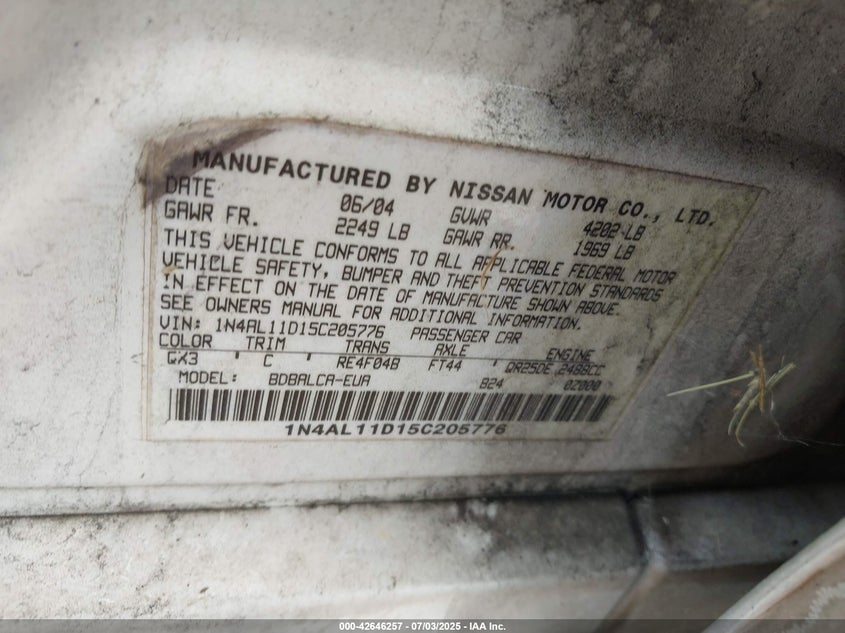 MANUFACTURED BY NISSAN MOTOR CO., LTD.
DATE 06/04 GVWR 4202 LB
GAWR FR. 2249 LB GAWR RR. 1969 LB
THIS VEHICLE CONFORMS TO ALL APPLICABLE FEDERAL MOTOR
VEHICLE SAFETY, BUMPER AND THEFT PREVENTION STANDARDS
IN EFFECT ON THE DATE OF MANUFACTURE SHOWN ABOVE.
SEE OWNERS MANUAL FOR ADDITIONAL INFORMATION.
VIN: 1N4AL11D15C205776 PASSENGER CAR
COLOR TRIM TRANS AXLE ENGINE
QX3 C RE4F04B FT44 QR25DE 2488CC
MODEL: BDBALCA-EUA B24 0Z000
1N4AL11D15C205776
000-42646257 | 07/03/2025 | IAA Inc.